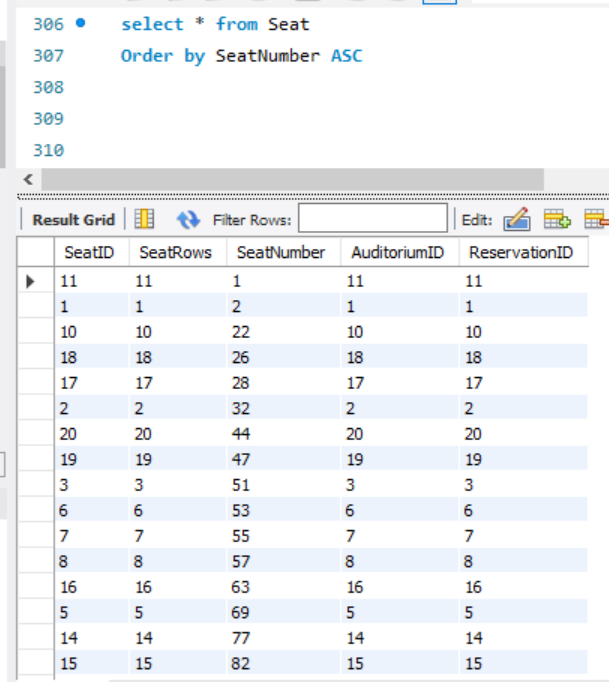 306 select * from Seat
307 Order by SeatNumber ASC
308
309
310
Result Grid Filter Rows: Edit:
SeatID SeatRows SeatNumber AuditoriumID ReservationID
11 11 1 11 11
1 1 2 1 1
10 10 22 10 10
18 18 26 18 18
17 17 28 17 17
2 2 32 2 2
20 20 44 20 20
19 19 47 19 19
3 3 51 3 3
6 6 53 6 6
7 7 55 7 7
8 8 57 8 8
16 16 63 16 16
5 5 69 5 5
14 14 77 14 14
15 15 82 15 15